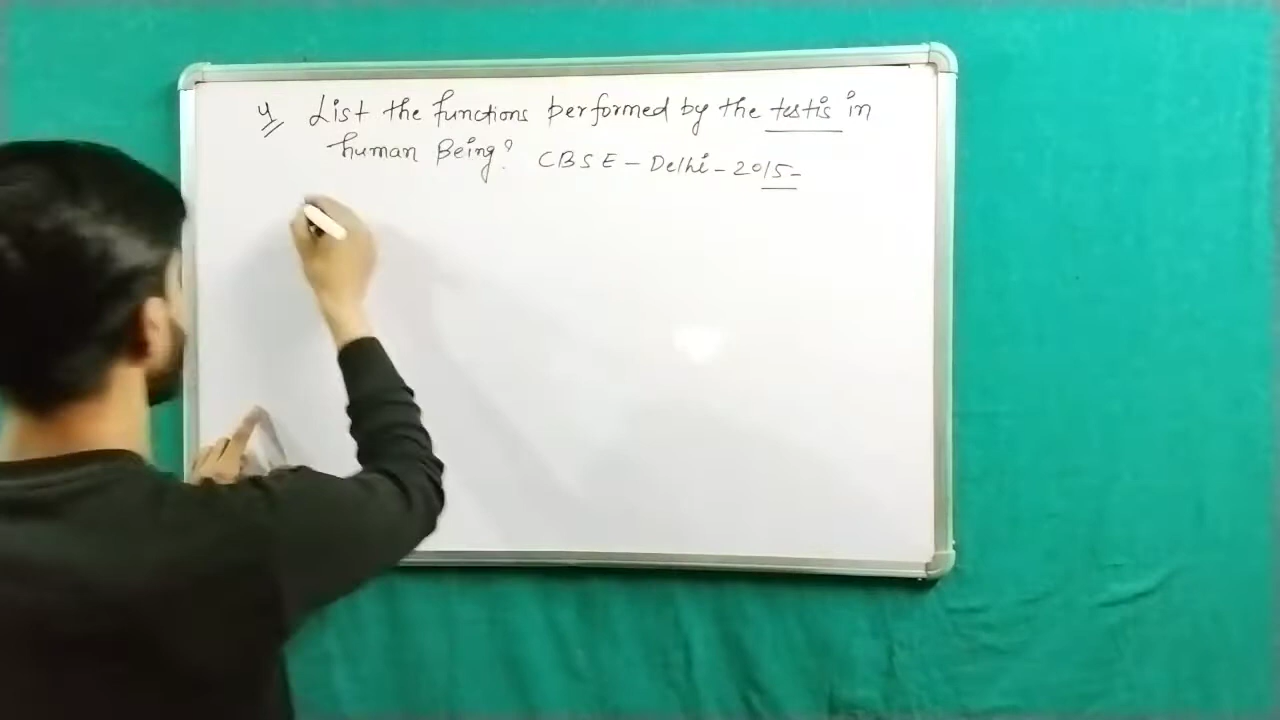 4 List the functions performed by the testis in
human Being? CBSE - Delhi - 2015-